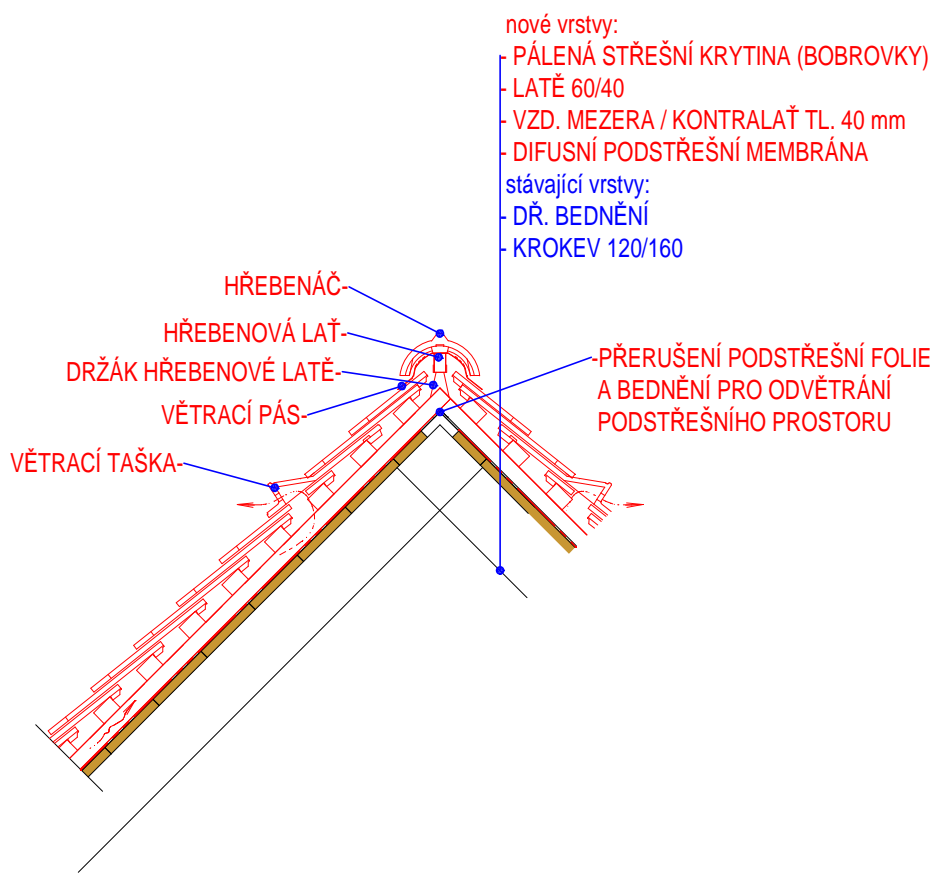 nové vrstvy:
- PÁLENÁ STŘEŠNÍ KRYTINA (BOBROVKY)
- LATĚ 60/40
- VZD. MEZERA / KONTRALAŤ TL. 40 mm
- DIFUSNÍ PODSTŘEŠNÍ MEMBRÁNA
stávající vrstvy:
- DŘ. BEDNĚNÍ
- KROKEV 120/160
HŘEBENÁČ-
HŘEBENOVÁ LAŤ-
DRŽÁK HŘEBENOVÉ LATĚ-
VĚTRACÍ PÁS-
VĚTRACÍ TAŠKA-
-PŘERUŠENÍ PODSTŘEŠNÍ FOLIE
A BEDNĚNÍ PRO ODVĚTRÁNÍ
PODSTŘEŠNÍHO PROSTORU